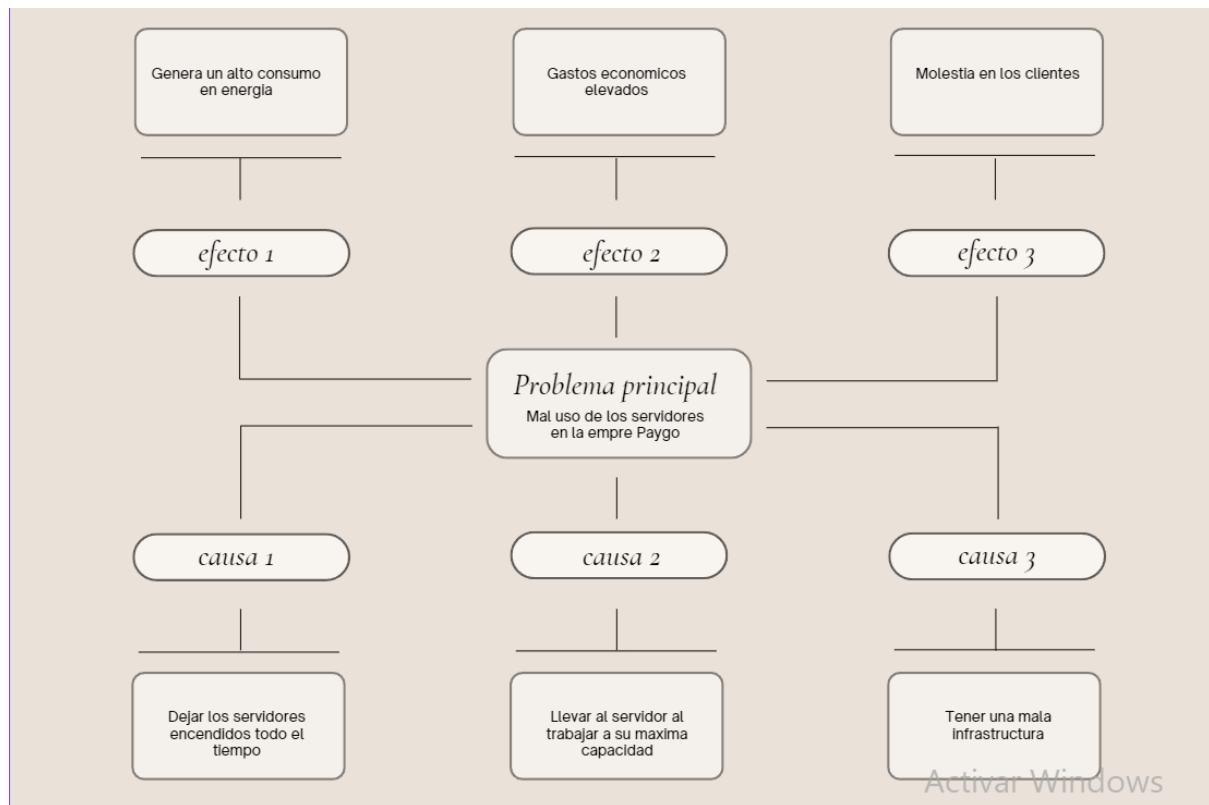 Genera un alto consumo
en energia
Gastos economicos
elevados
Molestia en los clientes
efecto 1
efecto 2
efecto 3
Problema principal
Mal uso de los servidores
en la empre Paygo
causa 1
causa 2
causa 3
Dejar los servidores
encendidos todo el
tiempo
Llevar al servidor al
trabajar a su maxima
capacidad
Tener una mala
infrastructura
Activar Windows